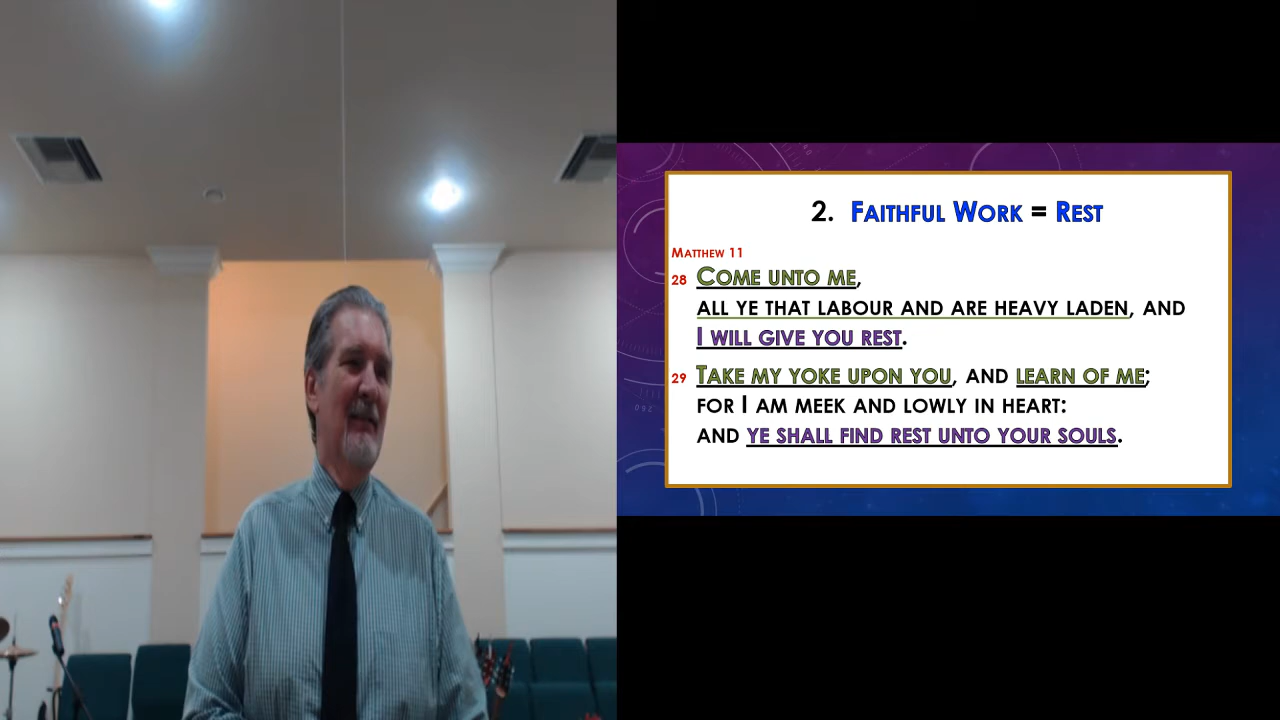 2. Faithful Work = Rest
Matthew 11
28 Come unto me,
all ye that labour and are heavy laden, and
I will give you rest.
29 Take my yoke upon you, and learn of me;
for I am meek and lowly in heart:
and ye shall find rest unto your souls.